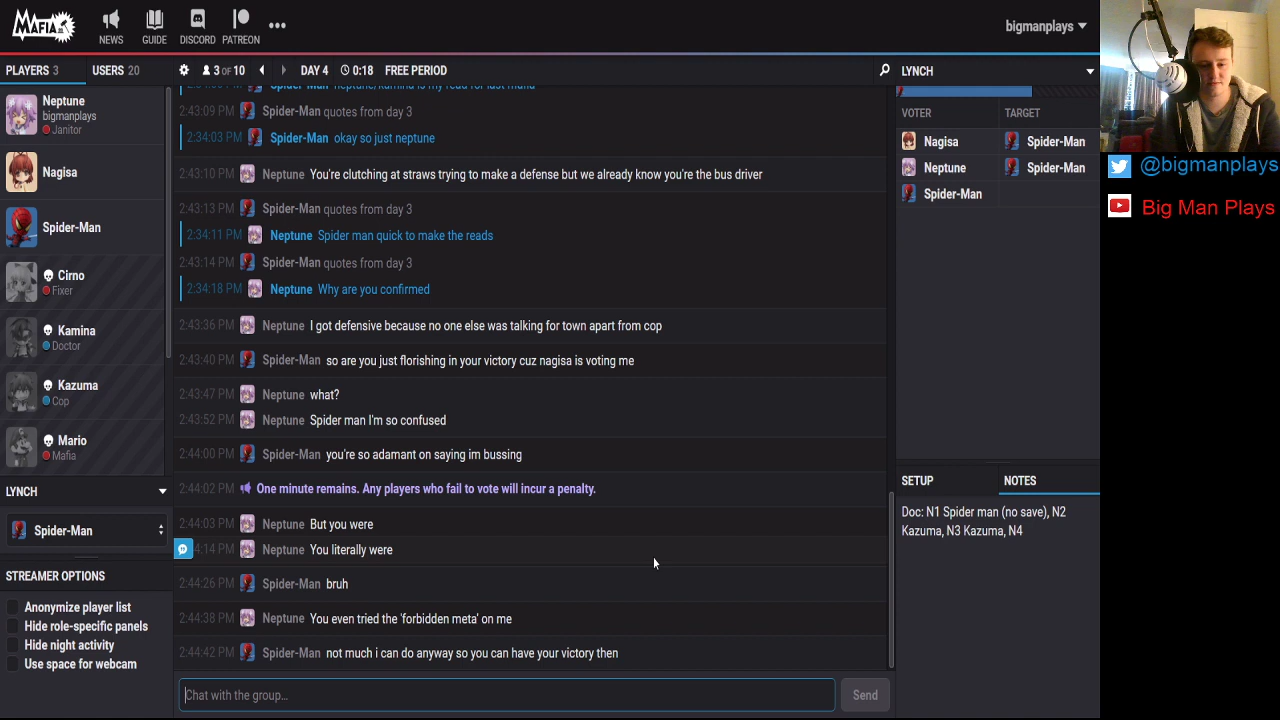 MAFIA
NEWS
GUIDE
DISCORD
PATREON
bigmanplays
PLAYERS 3
USERS 20
3 OF 10
DAY 4
0:18
FREE PERIOD
LYNCH
Neptune
bigmanplays
Janitor
Nagisa
Spider-Man
Cirno
Fixer
Kamina
Doctor
Kazuma
Cop
Mario
Mafia
LYNCH
Spider-Man
STREAMER OPTIONS
Anonymize player list
Hide role-specific panels
Hide night activity
Use space for webcam
Spider-Man neptune/kamina is my read for last mafia
2:43:09 PM Spider-Man quotes from day 3
2:34:03 PM Spider-Man okay so just neptune
2:43:10 PM Neptune You're clutching at straws trying to make a defense but we already know you're the bus driver
2:43:13 PM Spider-Man quotes from day 3
2:34:11 PM Neptune Spider man quick to make the reads
2:43:14 PM Spider-Man quotes from day 3
2:34:18 PM Neptune Why are you confirmed
2:43:36 PM Neptune I got defensive because no one else was talking for town apart from cop
2:43:40 PM Spider-Man so are you just florishing in your victory cuz nagisa is voting me
2:43:47 PM Neptune what?
2:43:52 PM Neptune Spider man I'm so confused
2:44:00 PM Spider-Man you're so adamant on saying im bussing
2:44:02 PM One minute remains. Any players who fail to vote will incur a penalty.
2:44:03 PM Neptune But you were
4:14 PM Neptune You literally were
2:44:26 PM Spider-Man bruh
2:44:38 PM Neptune You even tried the 'forbidden meta' on me
2:44:42 PM Spider-Man not much i can do anyway so you can have your victory then
Chat with the group...
Send
VOTER TARGET
Nagisa Spider-Man
Neptune Spider-Man
Spider-Man
SETUP
NOTES
Doc: N1 Spider man (no save), N2
Kazuma, N3 Kazuma, N4
@bigmanplays
Big Man Plays